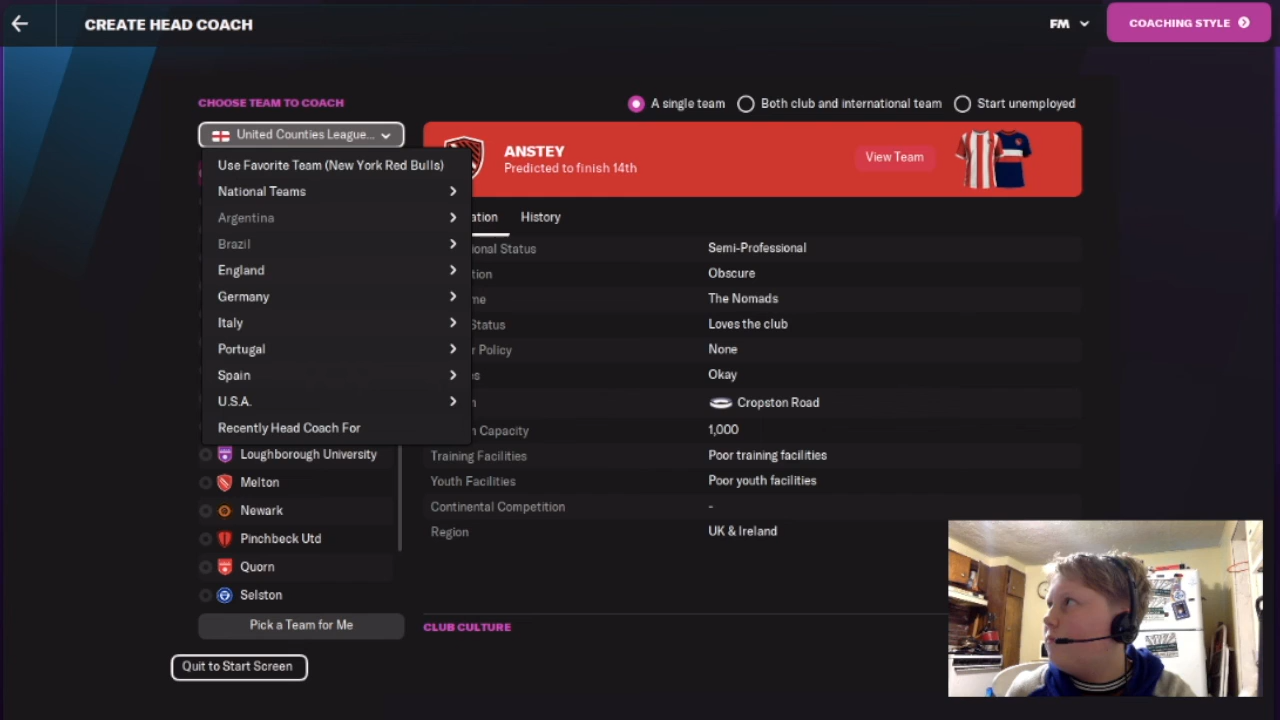 CREATE HEAD COACH
FM
COACHING STYLE
CHOOSE TEAM TO COACH
A single team
Both club and international team
Start unemployed
United Counties League...
ANSTEY
Predicted to finish 14th
View Team
Use Favorite Team (New York Red Bulls)
National Teams
Argentina
Brazil
England
Germany
Italy
Portugal
Spain
U.S.A.
Recently Head Coach For
History
Semi-Professional
Obscure
The Nomads
Status
Loves the club
Policy
None
Okay
Cropston Road
Capacity
1,000
Loughborough University
Training Facilities
Poor training facilities
Melton
Youth Facilities
Poor youth facilities
Newark
Continental Competition
-
Pinchbeck Utd
Region
UK & Ireland
Quorn
Selston
Pick a Team for Me
CLUB CULTURE
Quit to Start Screen